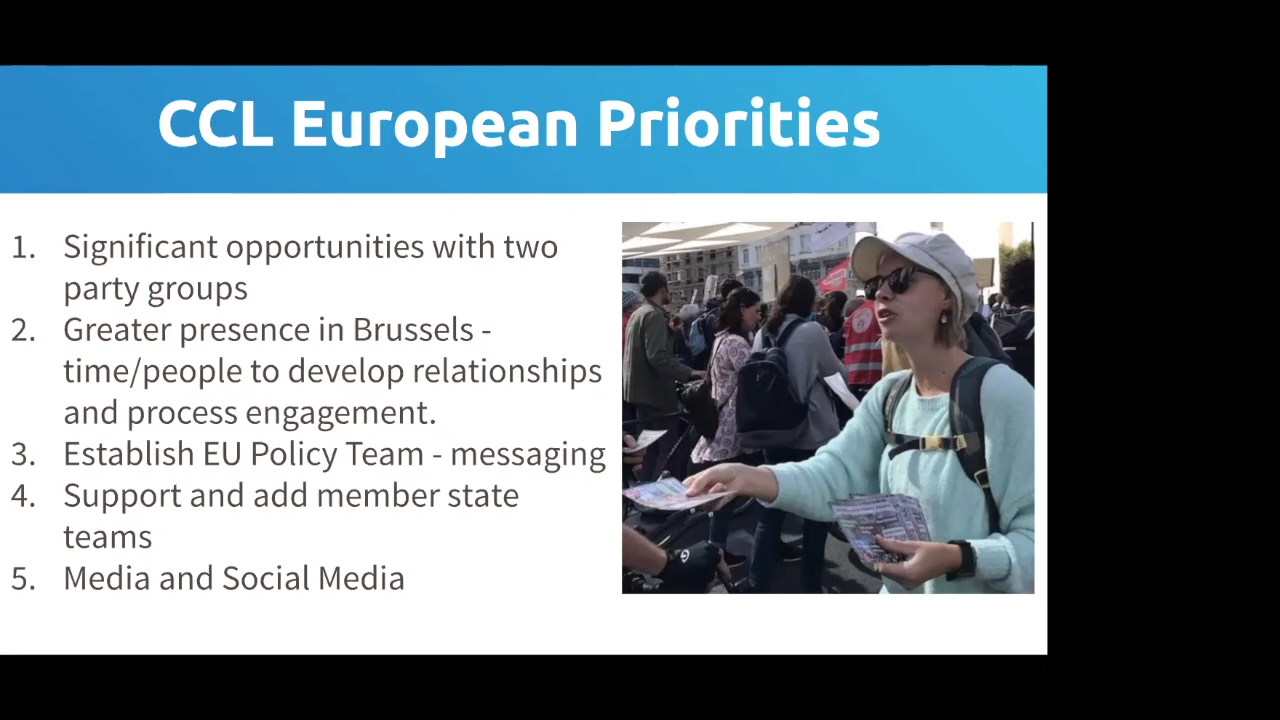 CCL European Priorities
1. Significant opportunities with two
party groups
2. Greater presence in Brussels -
time/people to develop relationships
and process engagement.
3. Establish EU Policy Team - messaging
4. Support and add member state
teams
5. Media and Social Media